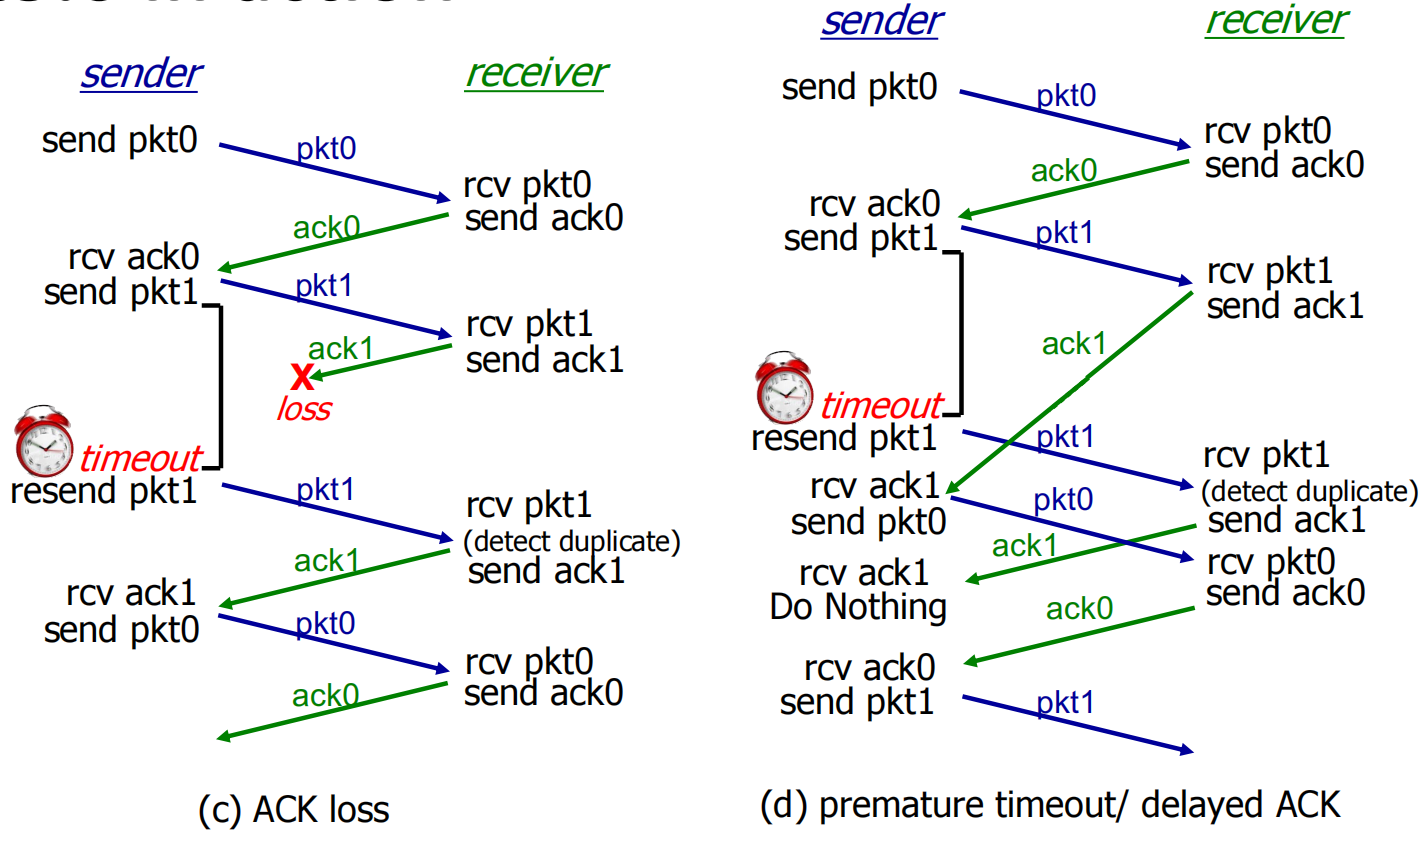 sender
receiver
send pkt0
pkt0
rcv pkt0
send ack0
ack0
rcv ack0
send pkt1
pkt1
rcv pkt1
send ack1
ack1
X
loss
timeout
resend pkt1
pkt1
rcv pkt1
(detect duplicate)
send ack1
ack1
rcv ack1
send pkt0
pkt0
rcv pkt0
send ack0
ack0
(c) ACK loss
sender
receiver
send pkt0
pkt0
rcv pkt0
send ack0
ack0
rcv ack0
send pkt1
pkt1
rcv pkt1
send ack1
ack1
timeout
resend pkt1
pkt1
rcv pkt1
(detect duplicate)
send ack1
rcv ack1
send pkt0
pkt0
ack1
rcv pkt0
send ack0
rcv ack1
Do Nothing
ack0
rcv ack0
send pkt1
pkt1
(d) premature timeout/ delayed ACK